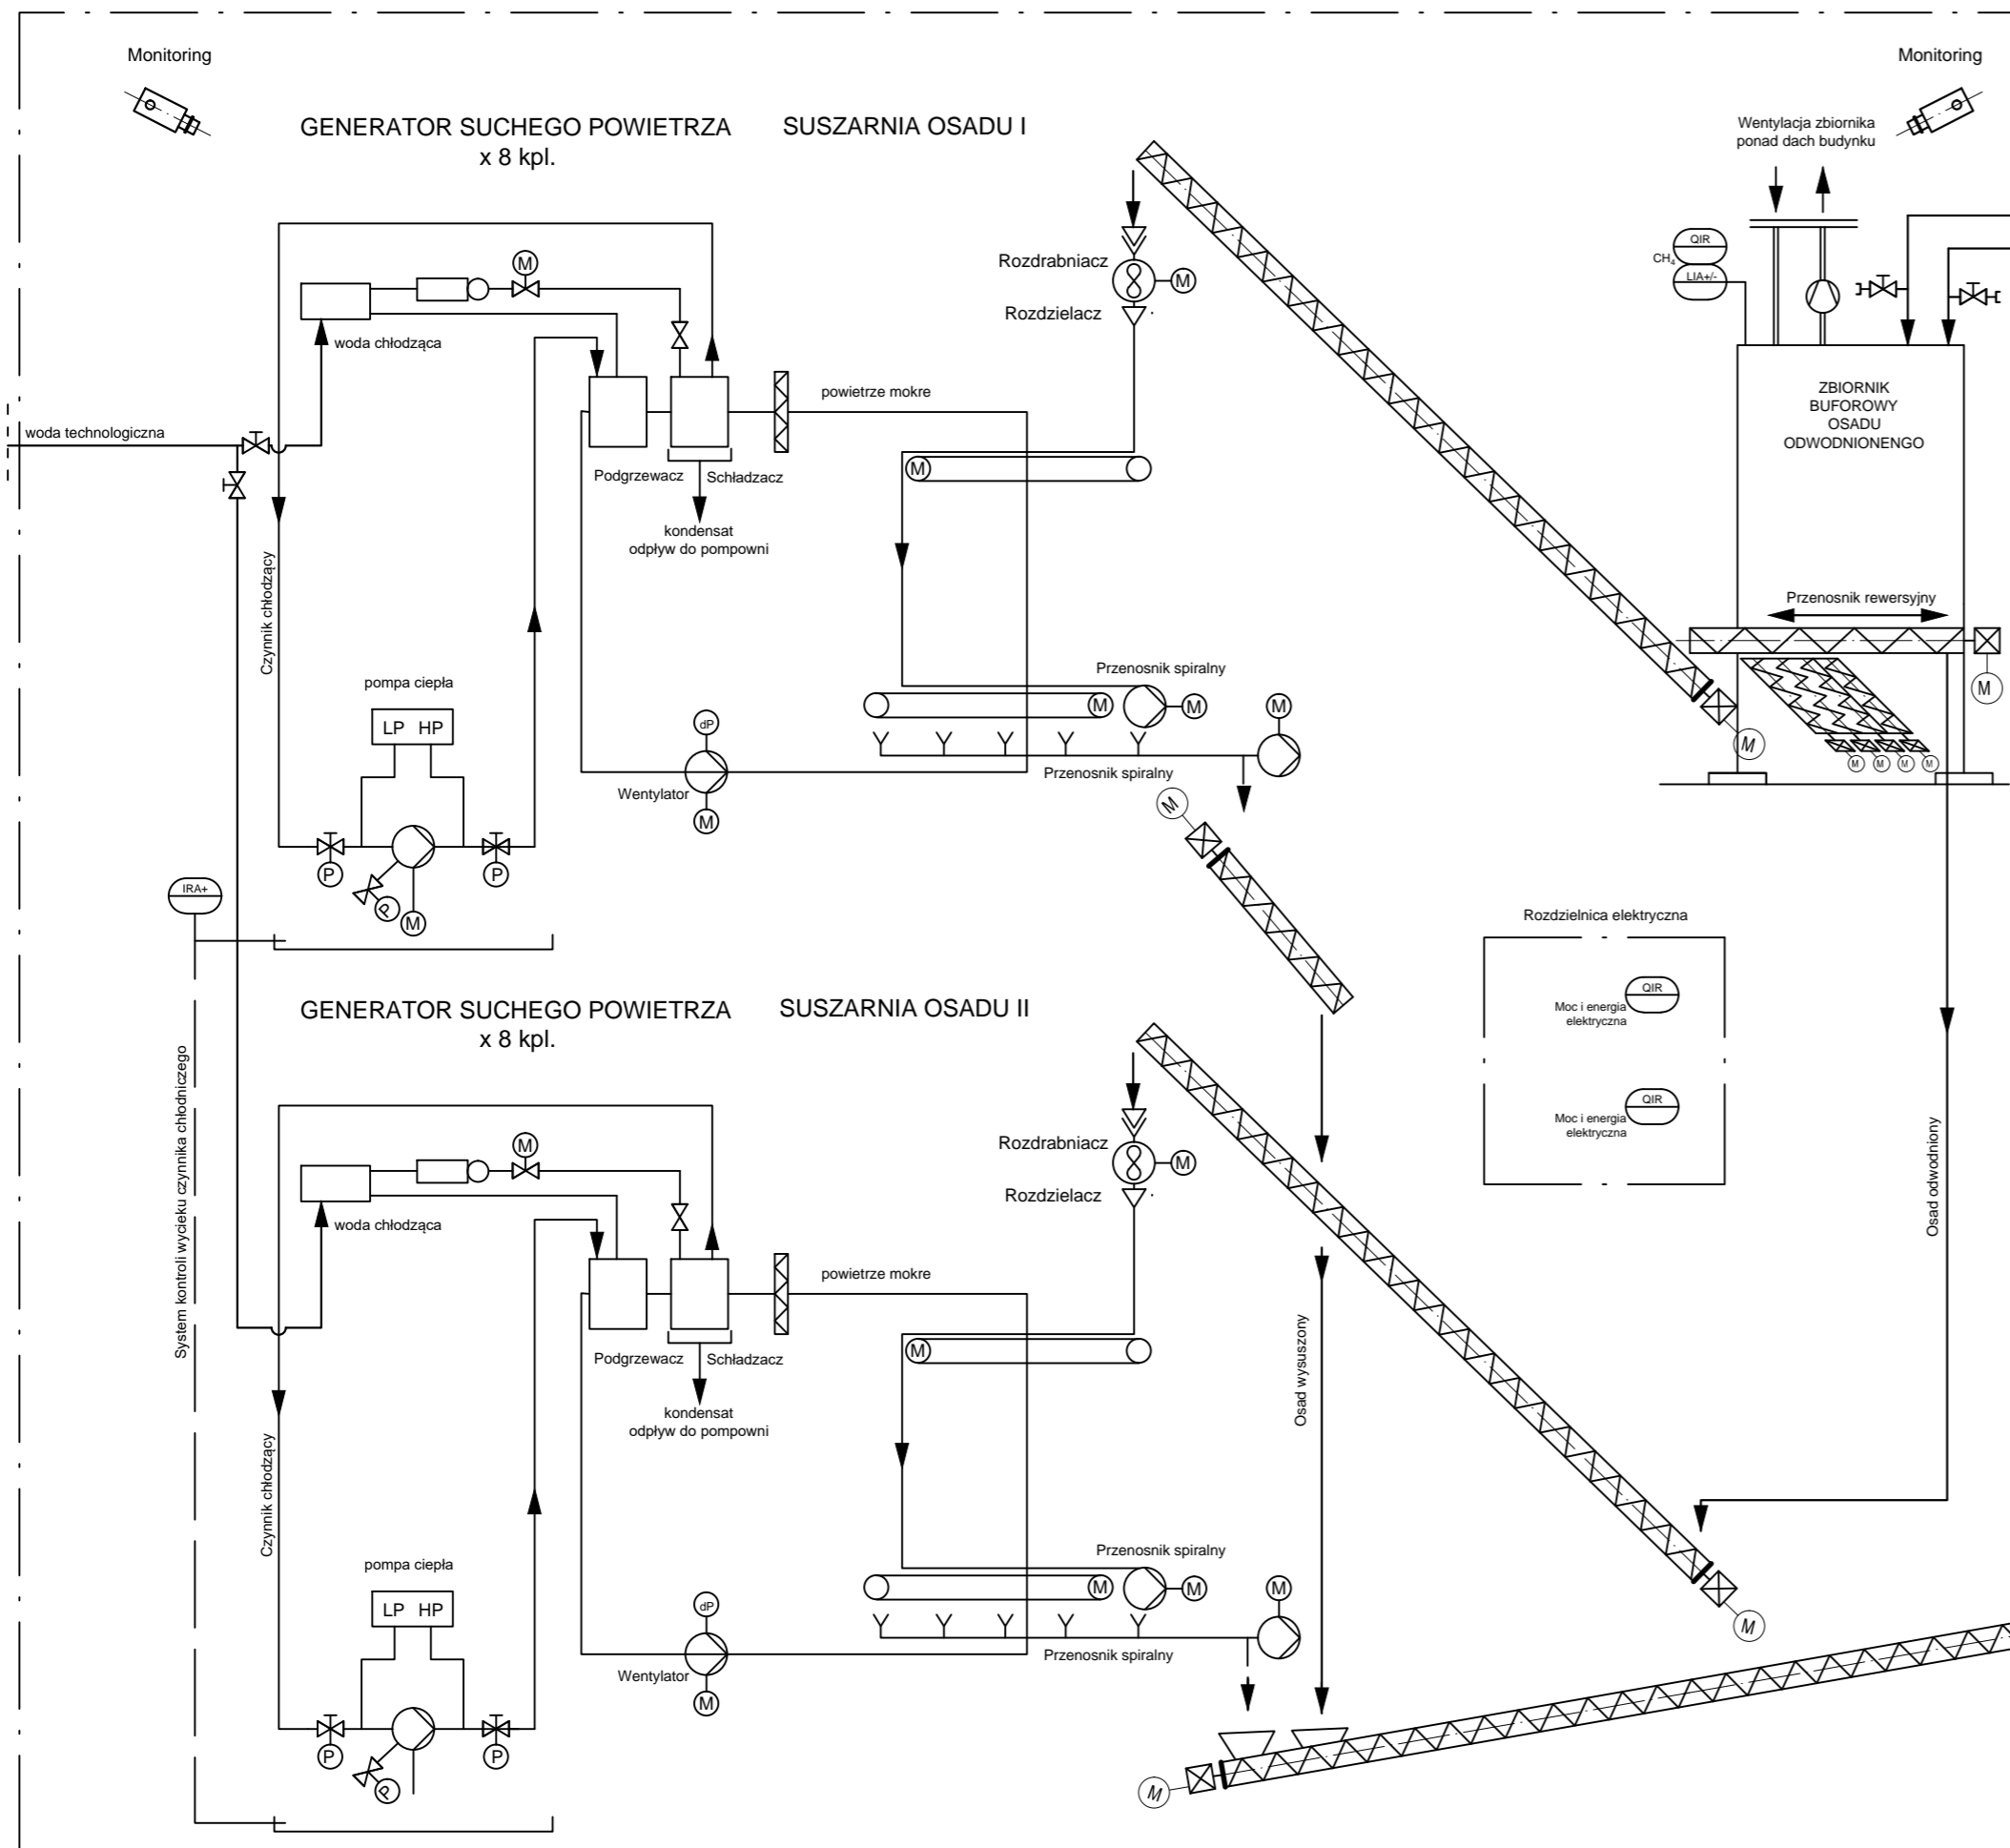 Monitoring
Monitoring
GENERATOR SUCHEGO POWIETRZA
x 8 kpl.
SUSZARNIA OSADU I
Wentylacja zbiornika
ponad dach budynku
QIR
CH4
LIA+/-
M
Rozdrabniacz
M
Rozdzielacz
woda chłodząca
powietrze mokre
ZBIORNIK
BUFOROWY
OSADU
ODWODNIONENGO
woda technologiczna
Podgrzewacz
Schładzacz
M
kondensat
odpływ do pompowni
Czynnik chłodzący
Przenosnik rewersyjny
M
Przenosnik spiralny
pompa ciepła
LP HP
M
M
M
dP
M
M M M M
Przenosnik spiralny
Wentylator
M
M
P
P
P
M
IRA+
Rozdzielnica elektryczna
QIR
Moc i energia
elektryczna
QIR
Moc i energia
elektryczna
Osad odwodniony
System kontroli wycieku czynnika chłodniczego
GENERATOR SUCHEGO POWIETRZA
x 8 kpl.
SUSZARNIA OSADU II
M
Rozdrabniacz
M
Rozdzielacz
woda chłodząca
powietrze mokre
Podgrzewacz
Schładzacz
M
kondensat
odpływ do pompowni
Osad wysuszony
Czynnik chłodzący
Przenosnik spiralny
pompa ciepła
LP HP
M
M
M
dP
M
Przenosnik spiralny
Wentylator
M
P
P
P
M